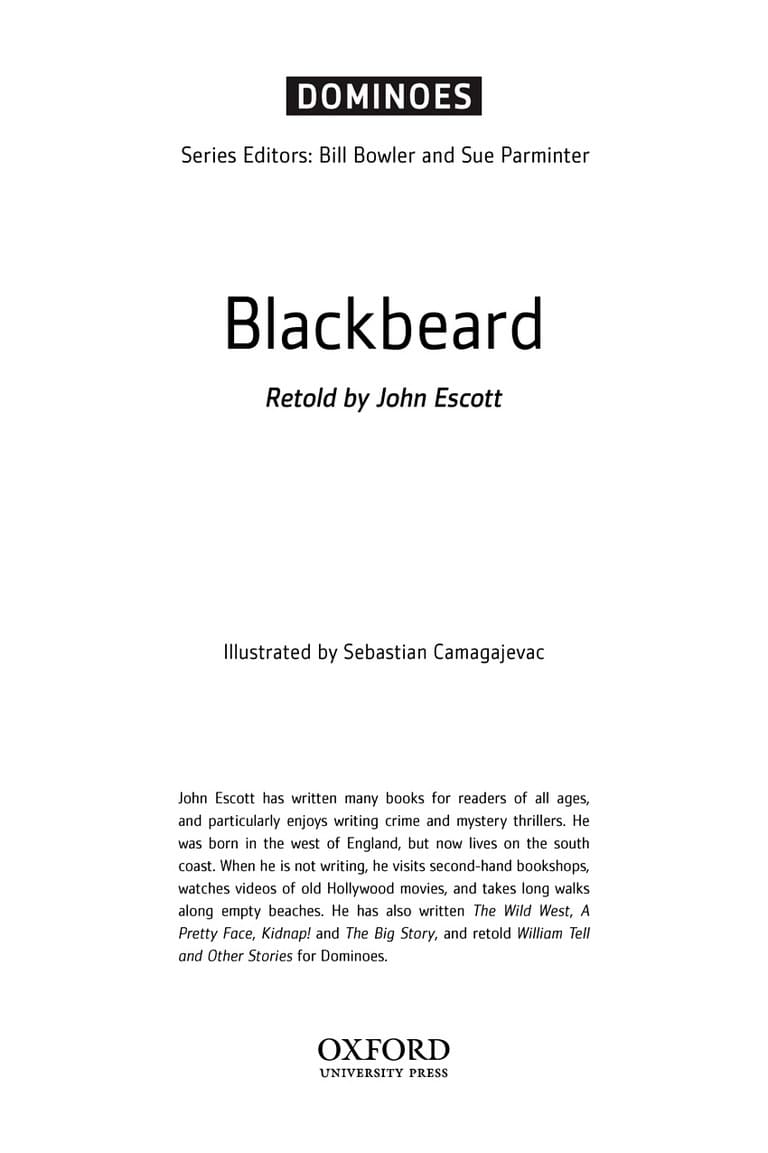 DOMINOES
Series Editors: Bill Bowler and Sue Parminter
Blackbeard
Retold by John Escott
Illustrated by Sebastian Camagajevac
John Escott has written many books for readers of all ages,
and particularly enjoys writing crime and mystery thrillers. He
was born in the west of England, but now lives on the south
coast. When he is not writing, he visits second-hand bookshops,
watches videos of old Hollywood movies, and takes long walks
along empty beaches. He has also written The Wild West, A
Pretty Face, Kidnap! and The Big Story, and retold William Tell
and Other Stories for Dominoes.
OXFORD
UNIVERSITY PRESS